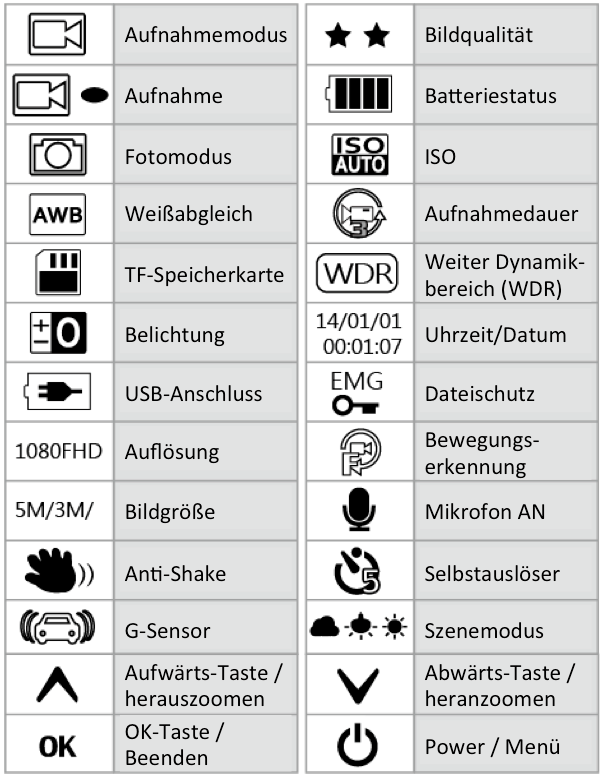 Aufnahmemodus
Aufnahme
Fotomodus
AWB
Weißabgleich
TF-Speicherkarte
± 0
Belichtung
USB-Anschluss
1080FHD
Auflösung
5M/3M/
Bildgröße
Anti-Shake
G-Sensor
Aufwärts-Taste /
herauszoomen
OK
OK-Taste /
Beenden
Bildqualität
Batteriestatus
ISO
AUTO
ISO
3
Aufnahmedauer
WDR
Weiter Dynamik-
bereich (WDR)
14/01/01
00:01:07
Uhrzeit/Datum
EMG
Dateischutz
F
Bewegungs-
erkennung
Mikrofon AN
5
Selbstauslöser
Szenemodus
Abwärts-Taste /
heranzoomen
Power / Menü